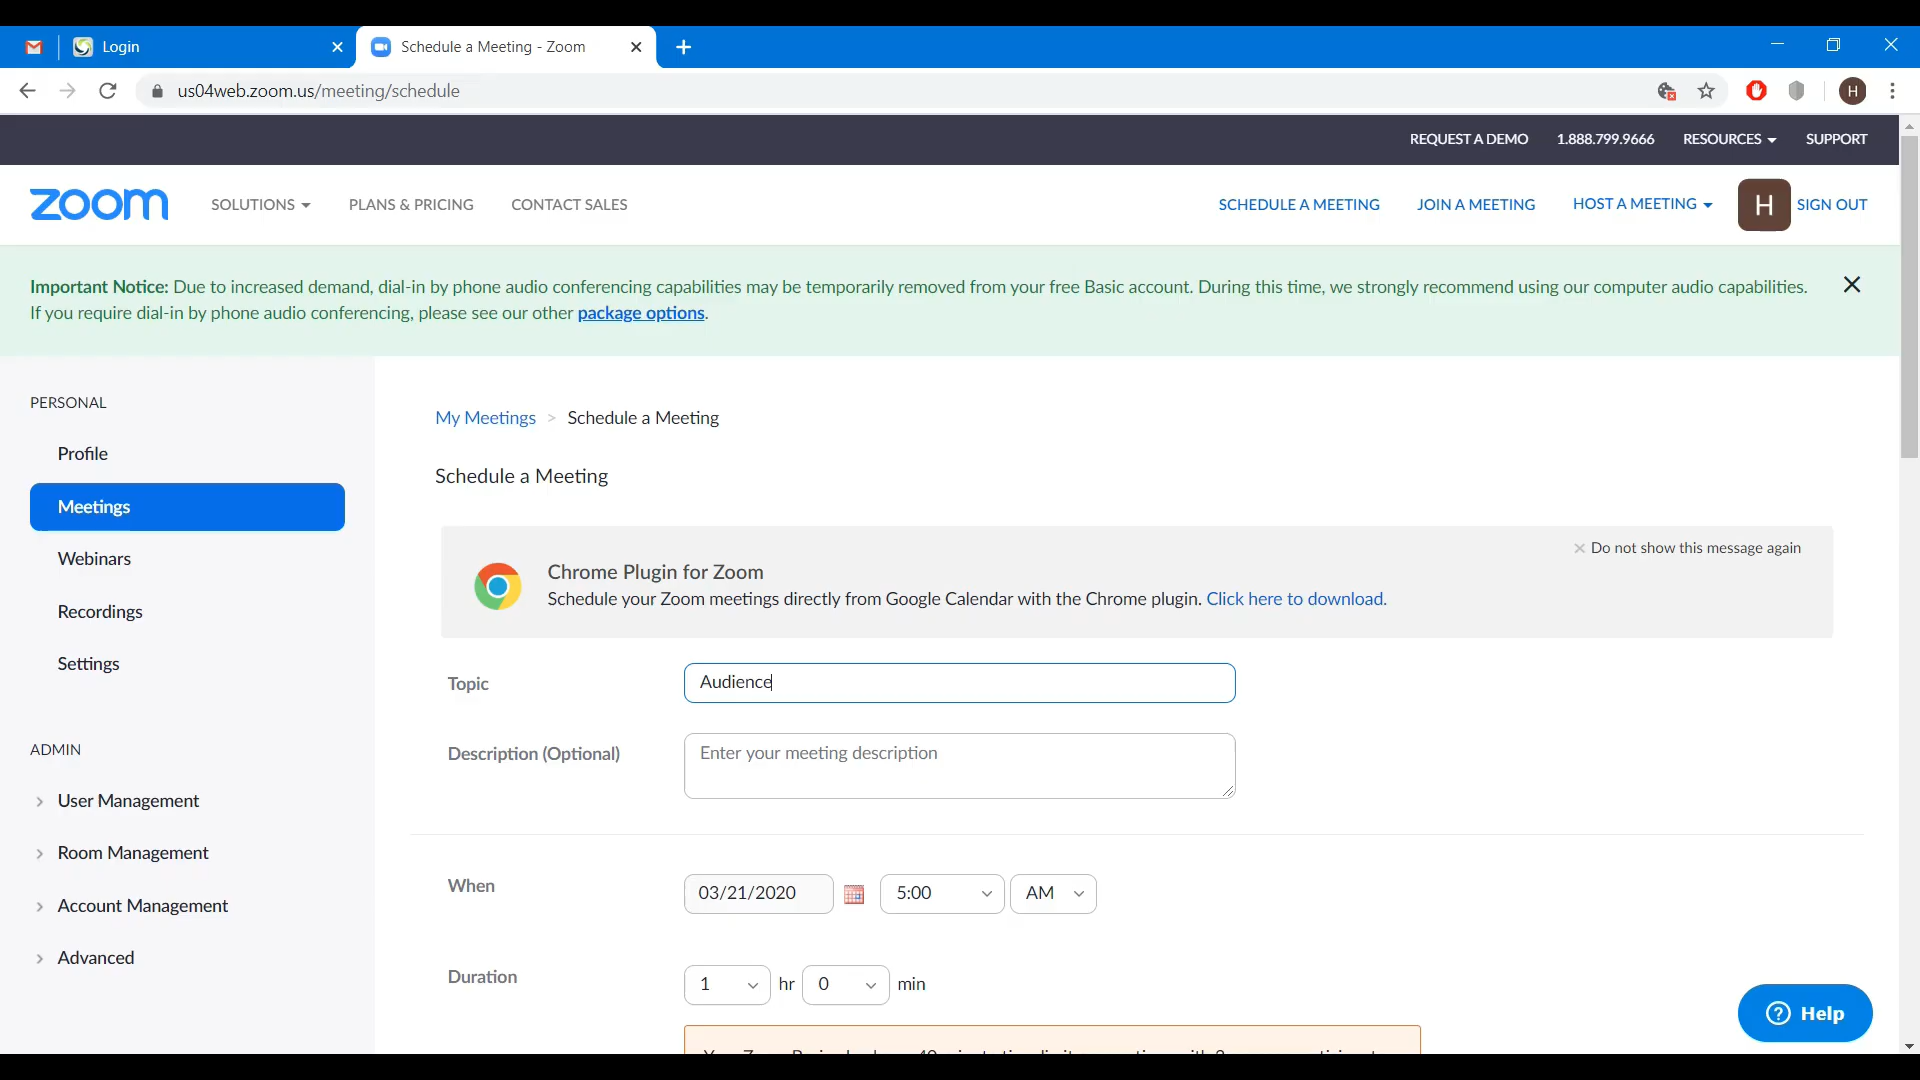 Login
Schedule a Meeting - Zoom
us04web.zoom.us/meeting/schedule
H
REQUEST A DEMO 1.888.799.9666 RESOURCES SUPPORT
zoom SOLUTIONS PLANS & PRICING CONTACT SALES SCHEDULE A MEETING JOIN A MEETING HOST A MEETING H SIGN OUT
Important Notice: Due to increased demand, dial-in by phone audio conferencing capabilities may be temporarily removed from your free Basic account. During this time, we strongly recommend using our computer audio capabilities.
If you require dial-in by phone audio conferencing, please see our other package options.
PERSONAL
Profile
Meetings
Webinars
Recordings
Settings
ADMIN
User Management
Room Management
Account Management
Advanced
My Meetings > Schedule a Meeting
Schedule a Meeting
Do not show this message again
Chrome Plugin for Zoom
Schedule your Zoom meetings directly from Google Calendar with the Chrome plugin. Click here to download.
Topic Audience
Description (Optional) Enter your meeting description
When 03/21/2020 5:00 AM
Duration 1 hr 0 min
Help